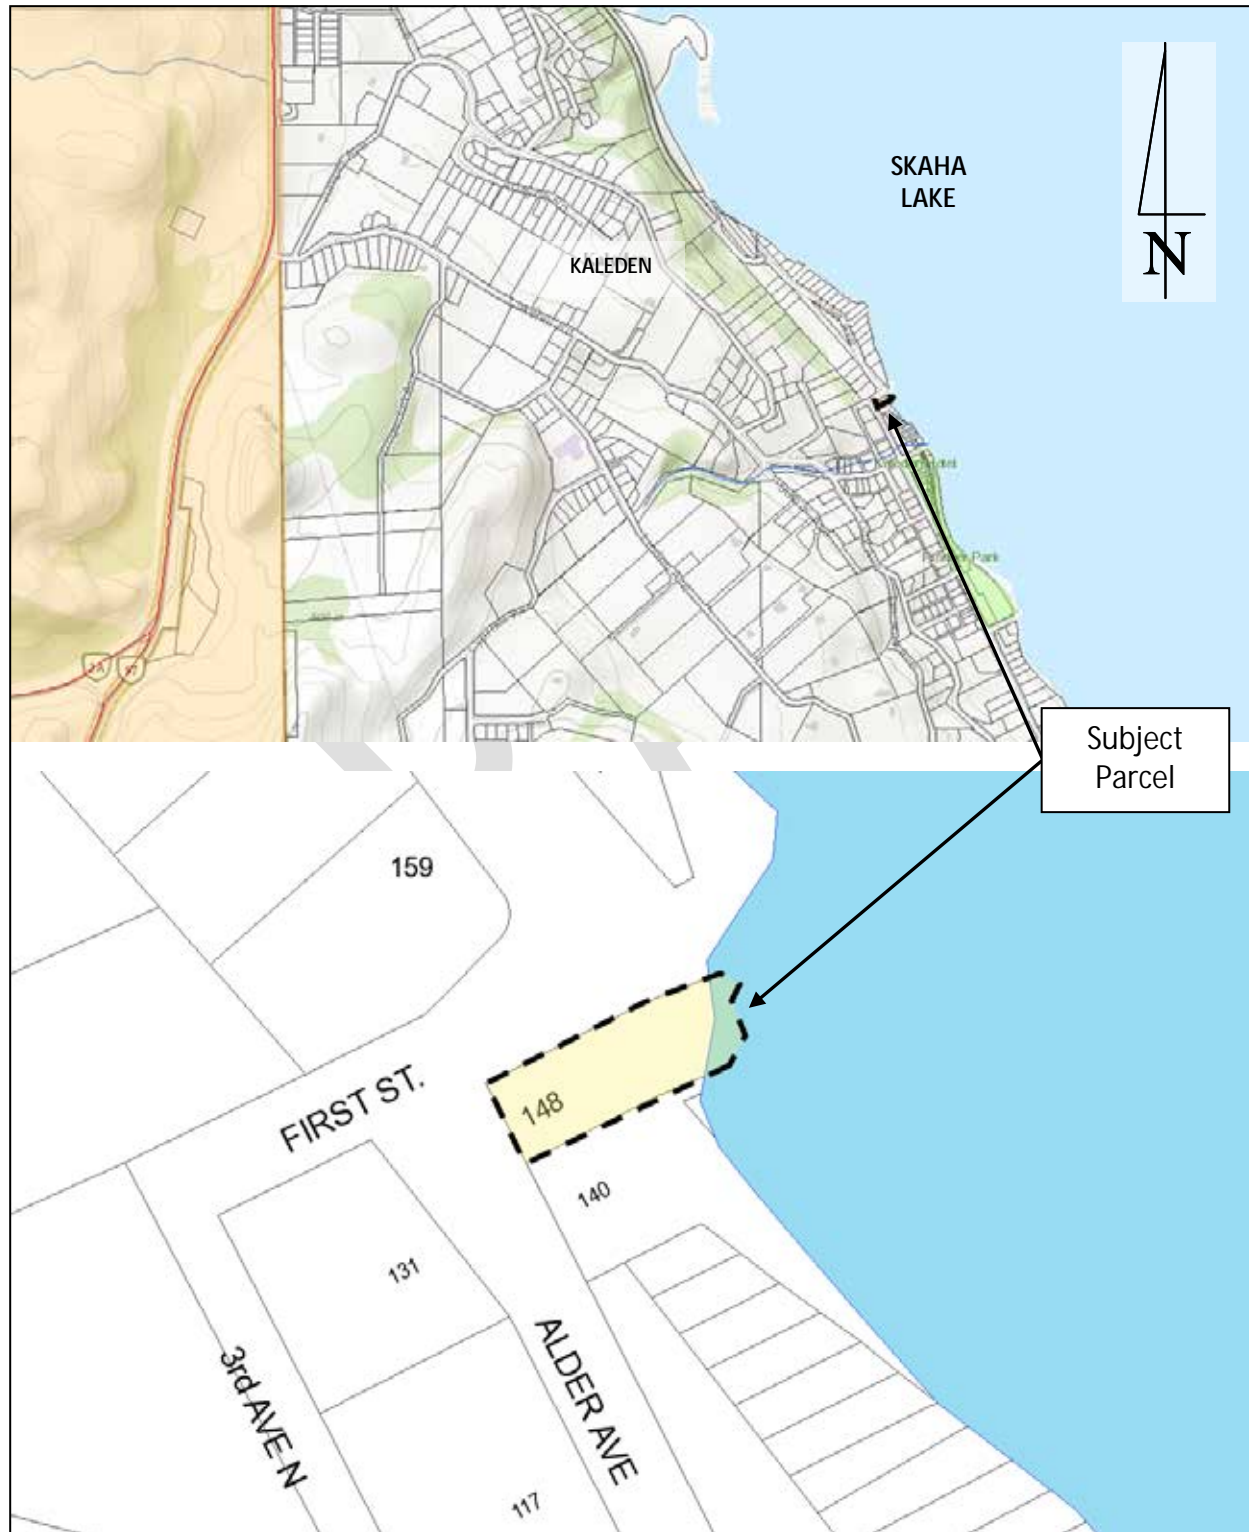 SKAHA
LAKE
N
KALEDEN
Subject
Parcel
159
FIRST ST.
148
140
131
3rd AVE N
ALDER AVE
117